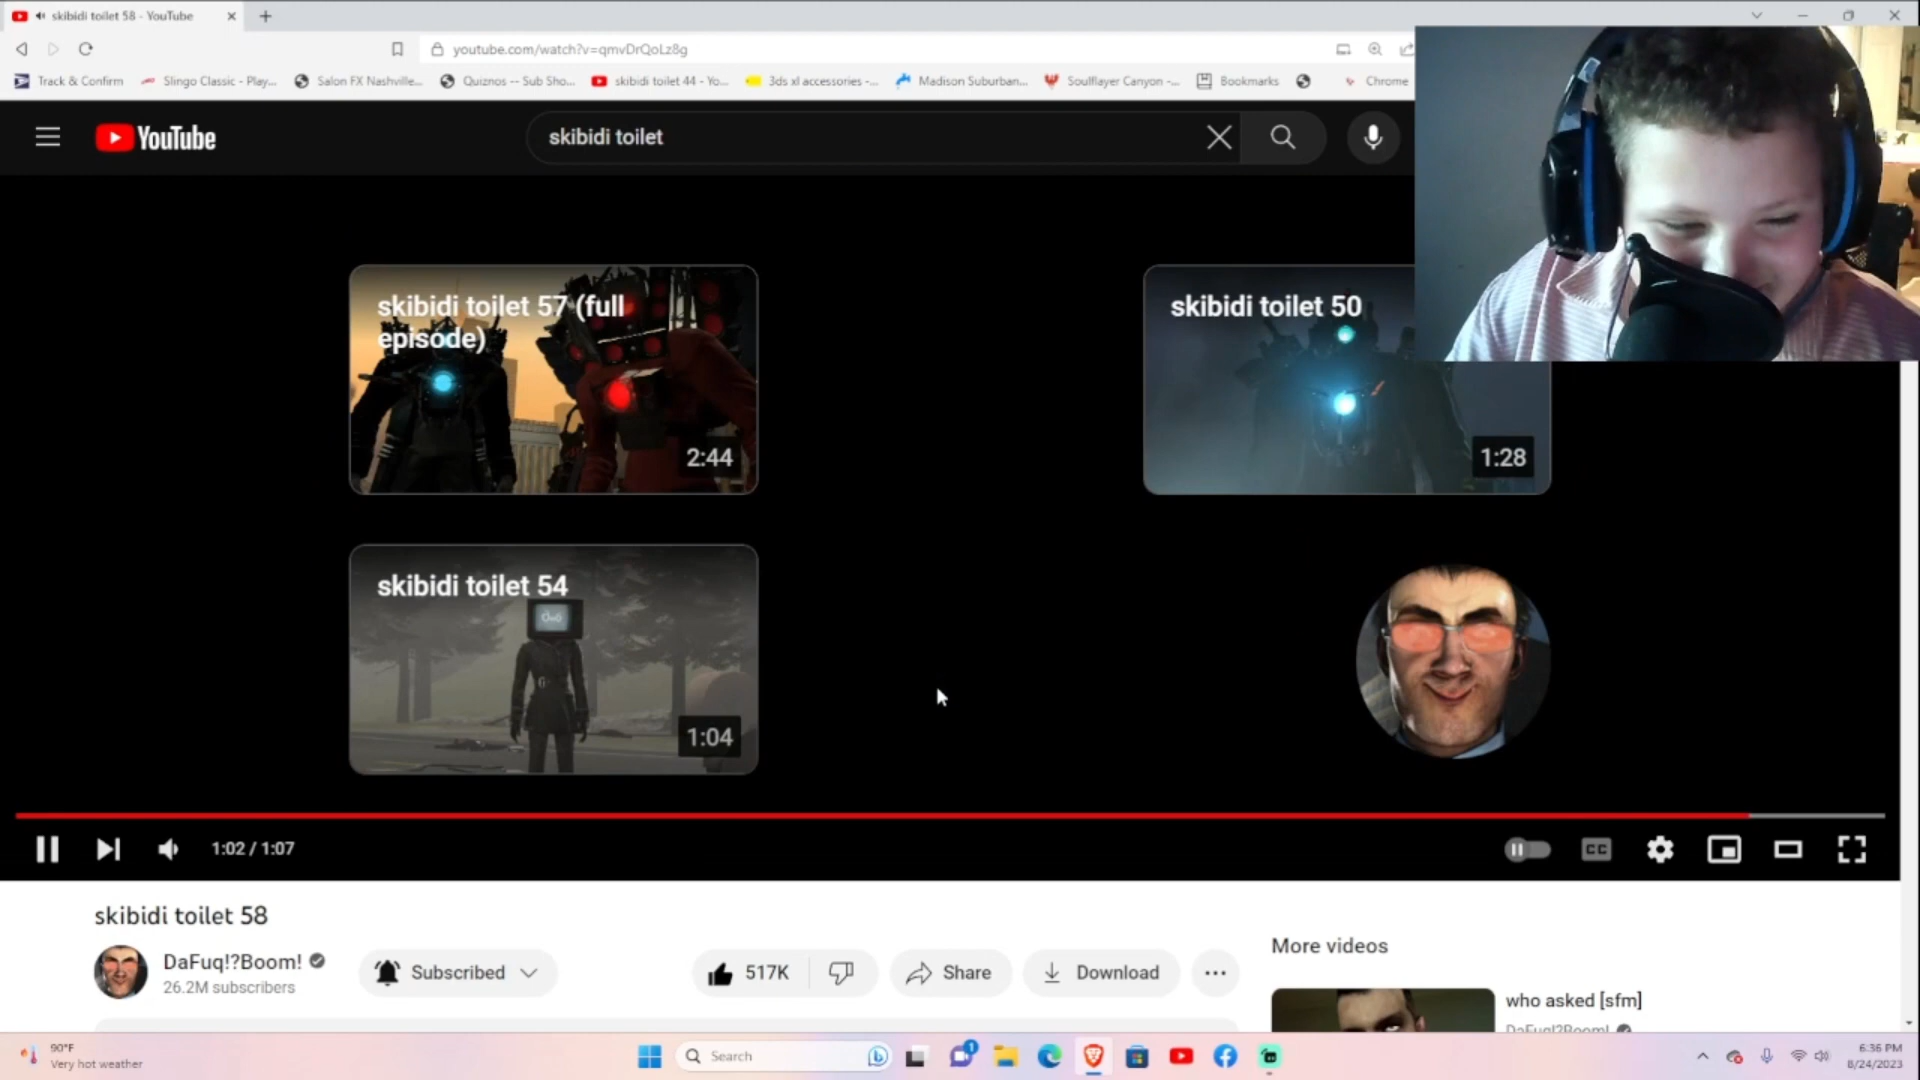 skibidi toilet 58 - YouTube
youtube.com/watch?v=qmvDrQoLz8g
Track & Confirm
Slingo Classic - Play...
Salon FX Nashville...
Quiznos -- Sub Sho...
skibidi toilet 44 - Yo...
3ds xl accessories -...
Madison Suburban...
Soulflayer Canyon -...
Bookmarks
Chrome
YouTube
skibidi toilet
skibidi toilet 57 (full
episode)
2:44
skibidi toilet 50
1:28
skibidi toilet 54
1:04
1:02 / 1:07
CC
skibidi toilet 58
DaFuq!?Boom!
26.2M subscribers
Subscribed
517K
Share
Download
More videos
who asked [sfm]
DaFuq!?Boom!
90°F
Very hot weather
Search
1
6:36 PM
8/24/2023